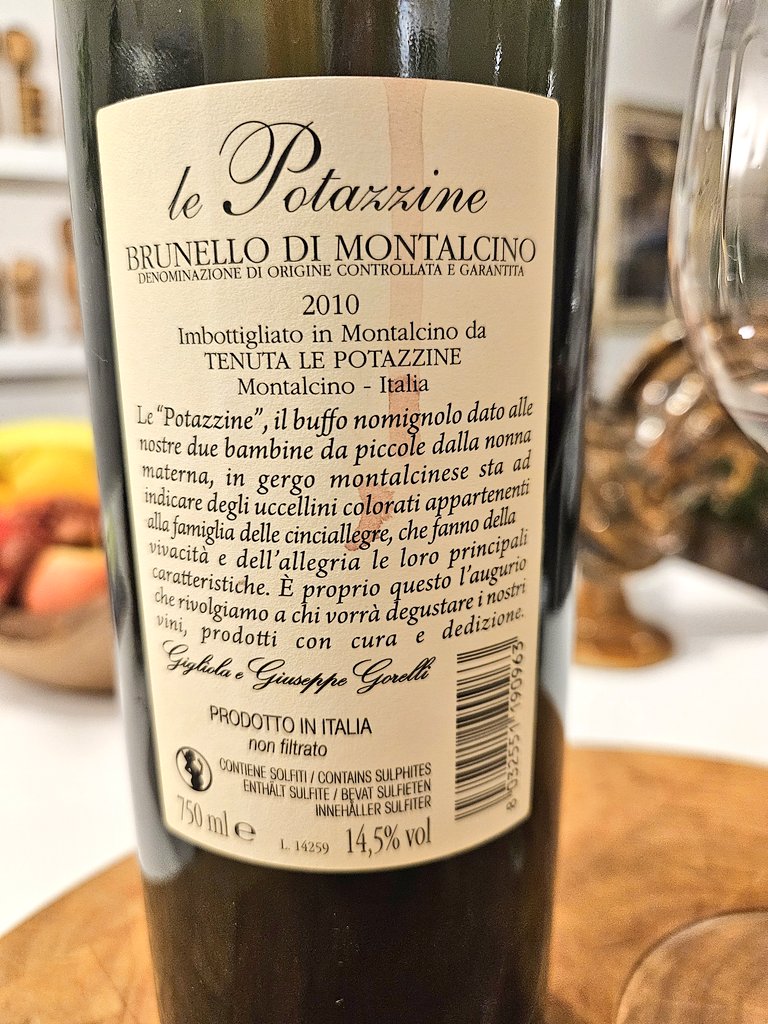 le Potazzine
BRUNELLO DI MONTALCINO
DENOMINAZIONE DI ORIGINE CONTROLLATA E GARANTITA
2010
Imbottigliato in Montalcino da
TENUTA LE POTAZZINE
Montalcino - Italia
Le “Potazzine”, il buffo nomignolo dato alle
nostre due bambine da piccole dalla nonna
materna, in gergo montalcinese sta ad
indicare degli uccellini colorati appartenenti
alla famiglia delle cinciallegre, che fanno della
vivacità e dell’allegria le loro principali
caratteristiche. È proprio questo l’augurio
che rivolgiamo a chi vorrà degustare i nostri
vini, prodotti con cura e dedizione.
Gigliola e Giuseppe Gorelli
PRODOTTO IN ITALIA
non filtrato
CONTIENE SOLFITI / CONTAINS SULPHITES
ENTHÄLT SULFITE / BEVAT SULFIETEN
INNEHÅLLER SULFITER
750 ml e
L. 14259
14,5% vol
8 032551 190963